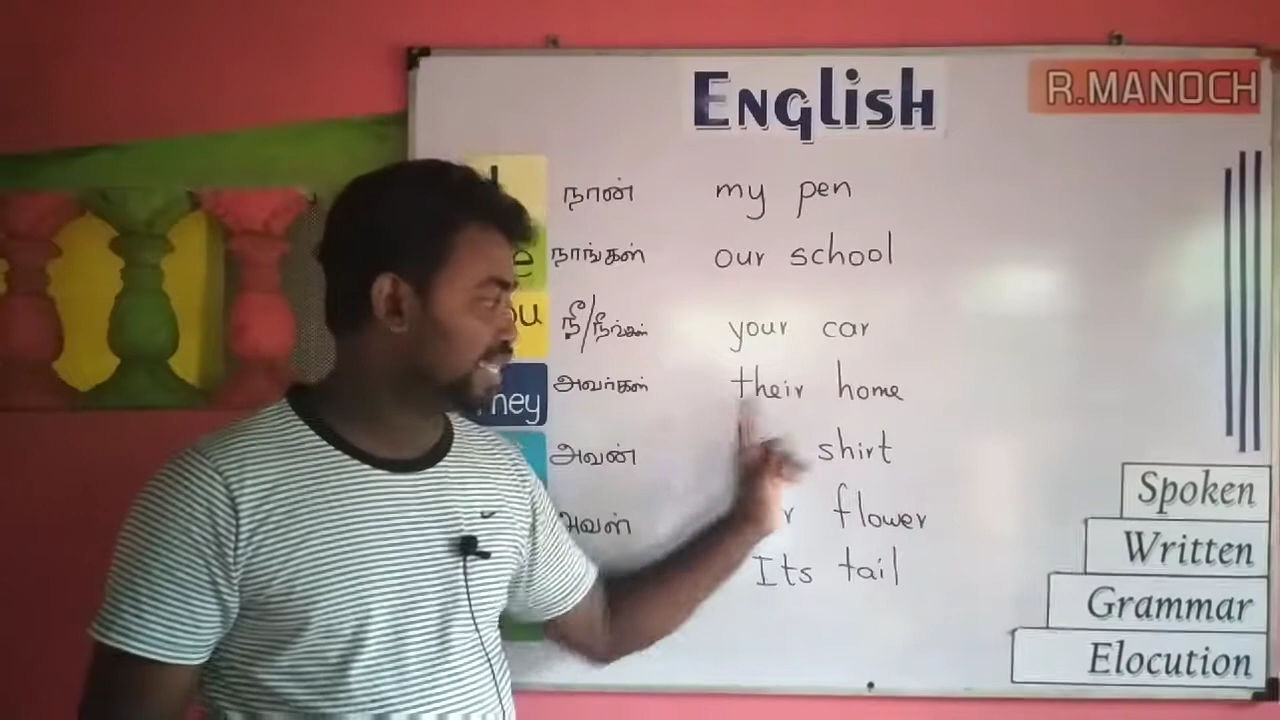 English
R.MANOCH
நான் my pen
நாங்கள் our school
நீ/நீங்கள் your car
அவர்கள் their home
அவன் shirt
அவள் flower
Its tail
Spoken
Written
Grammar
Elocution